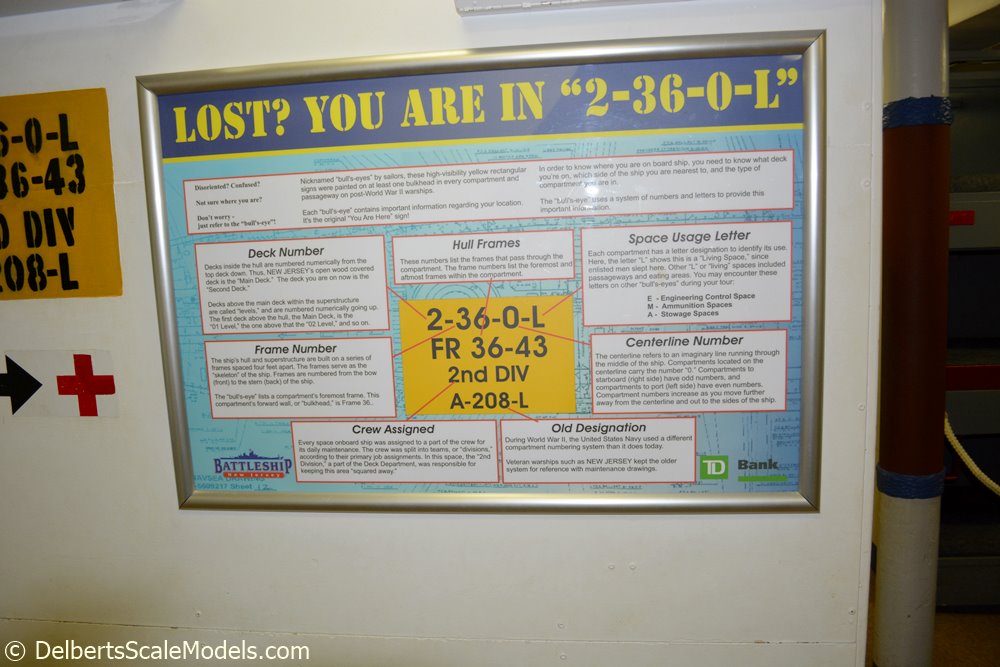 LOST? YOU ARE IN “2-36-0-L”
Disoriented? Confused?
Not sure where you are?
Don't worry -
just refer to the "bull's-eye"!
Nicknamed "bull's-eyes" by sailors, these high-visibility yellow rectangular
signs were painted on at least one bulkhead in every compartment and
passageway on post-World War II warships.
Each "bull's-eye" contains important information regarding your location.
It's the original "You Are Here" sign!
In order to know where you are on board ship, you need to know what deck
you're on, which side of the ship you are nearest to, and the type of
compartment you are in.
The "bull's-eye" uses a system of numbers and letters to provide this
important information.
Deck Number
Decks inside the hull are numbered numerically from the
top deck down. Thus, NEW JERSEY's open wood covered
deck is the "Main Deck." The deck you are on now is the
"Second Deck."
Decks above the main deck within the superstructure
are called "levels," and are numbered numerically going up.
The first deck above the hull, the Main Deck, is the
"01 Level," the one above that the "02 Level," and so on.
Hull Frames
These numbers list the frames that pass through the
compartment. The frame numbers list the foremost and
aftmost frames within the compartment.
Space Usage Letter
Each compartment has a letter designation to identify its use.
Here, the letter "L" shows this is a "Living Space," since
enlisted men slept here. Other "L" or "living" spaces included
passageways and eating areas. You may encounter these
letters on other "bull's-eyes" during your tour:
E - Engineering Control Space
M - Ammunition Spaces
A - Stowage Spaces
2-36-0-L
FR 36-43
2nd DIV
A-208-L
Frame Number
The ship's hull and superstructure are built on a series of
frames spaced four feet apart. The frames serve as the
"skeleton" of the ship. Frames are numbered from the bow
(front) to the stern (back) of the ship.
The "bull's-eye" lists a compartment's foremost frame. This
compartment's forward wall, or "bulkhead," is Frame 36..
Centerline Number
The centerline refers to an imaginary line running through
the middle of the ship. Compartments located on the
centerline carry the number "0." Compartments to
starboard (right side) have odd numbers, and
compartments to port (left side) have even numbers.
Compartment numbers increase as you move further
away from the centerline and out to the sides of the ship.
Crew Assigned
Every space onboard ship was assigned to a part of the crew for
its daily maintenance. The crew was split into teams, or "divisions,"
according to their primary job assignments. In this space, the "2nd
Division," a part of the Deck Department, was responsible for
keeping this area "squared away."
Old Designation
During World War II, the United States Navy used a different
compartment numbering system than it does today.
Veteran warships such as NEW JERSEY kept the older
system for reference with maintenance drawings.
BATTLESHIP
New Jersey
NAVSEA DRAWING
-5609217 Sheet 12
TD Bank
6-0-L
36-43
DIV
208-L
© DelbertsScaleModels.com